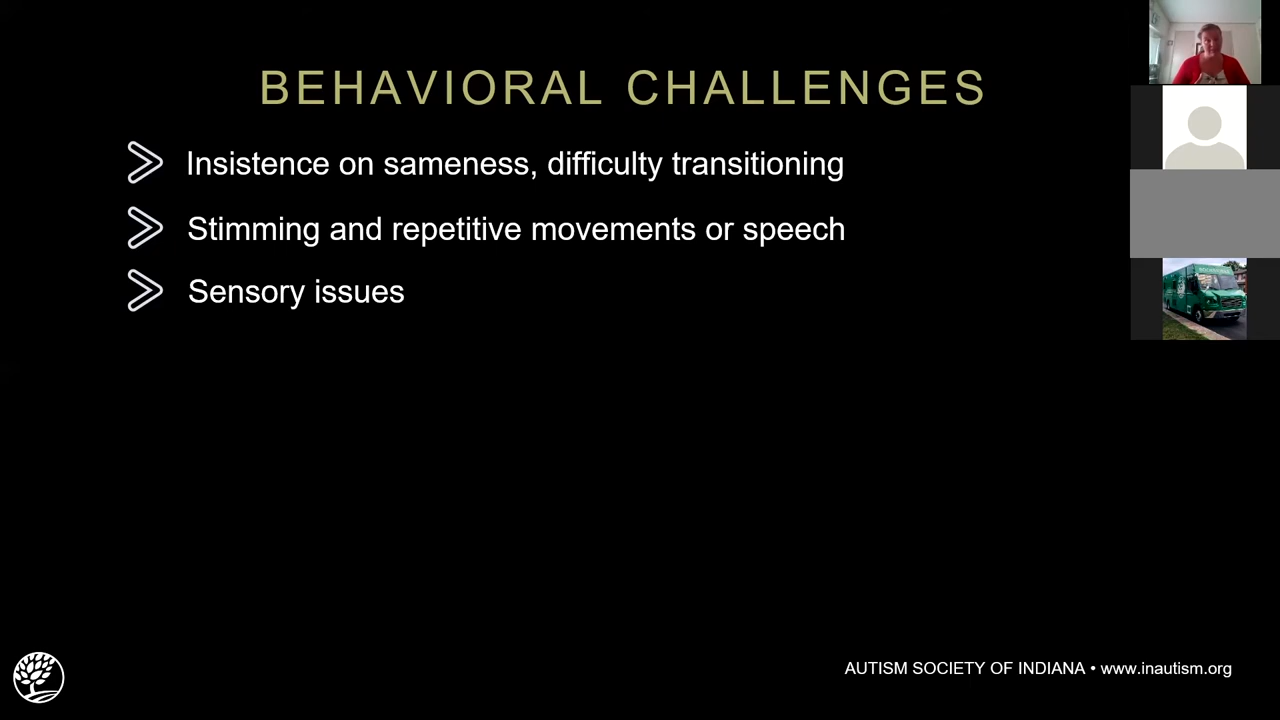 BEHAVIORAL CHALLENGES
Insistence on sameness, difficulty transitioning
Stimming and repetitive movements or speech
Sensory issues
AUTISM SOCIETY OF INDIANA • www.inautism.org